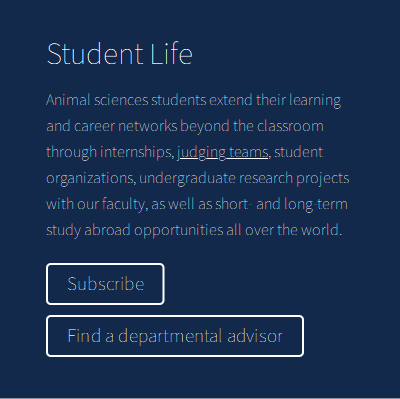 Student Life
Animal sciences students extend their learning
and career networks beyond the classroom
through internships, judging teams, student
organizations, undergraduate research projects
with our faculty, as well as short- and long-term
study abroad opportunities all over the world.
Subscribe
Find a departmental advisor